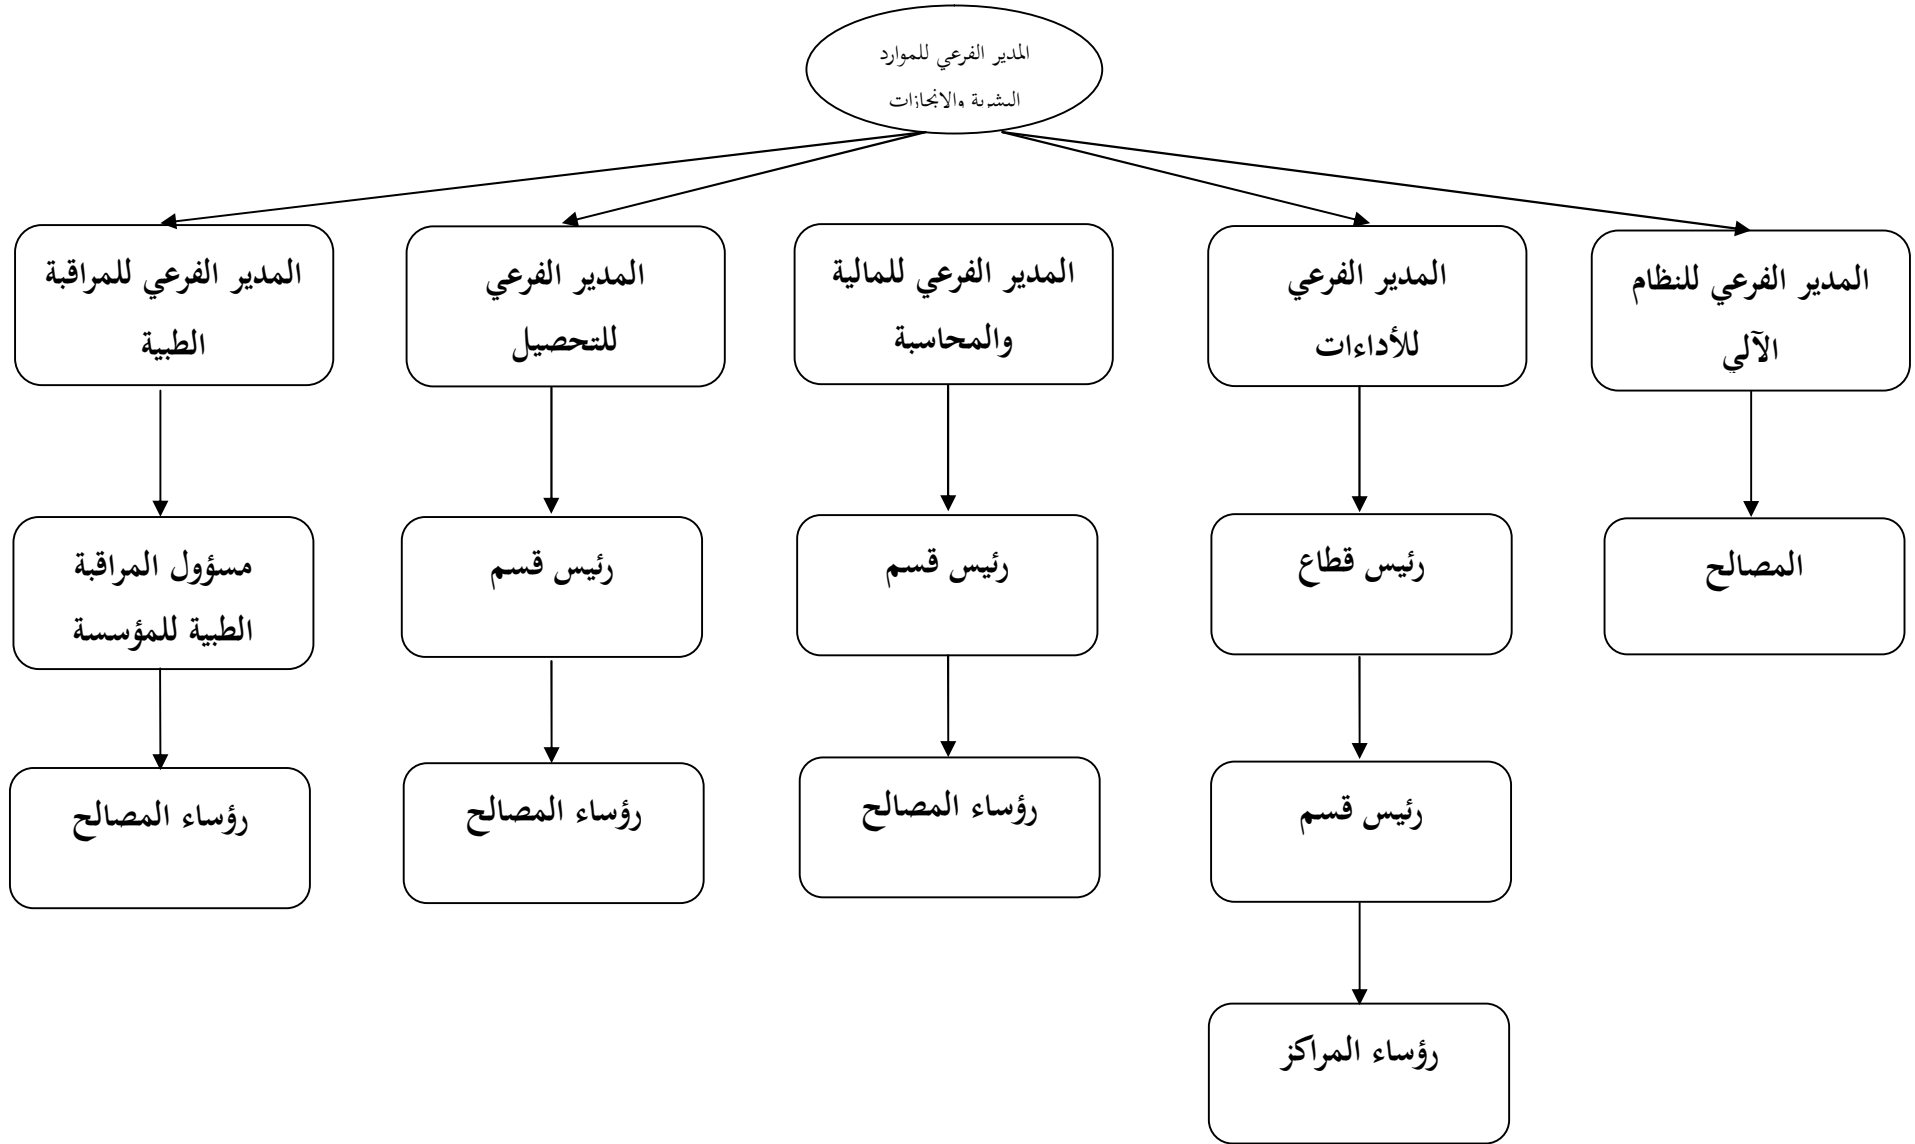 المدير الفرعي للموارد
البشرية والانجازات
المدير الفرعي للنظام
الآلي
المدير الفرعي
للأداءات
المدير الفرعي للمالية
والمحاسبة
المدير الفرعي
للتحصيل
المدير الفرعي للمراقبة
الطبية
المصالح
رئيس قطاع
رئيس قسم
رئيس قسم
مسؤول المراقبة
الطبية للمؤسسة
رئيس قسم
رؤساء المصالح
رؤساء المصالح
رؤساء المصالح
رؤساء المراكز